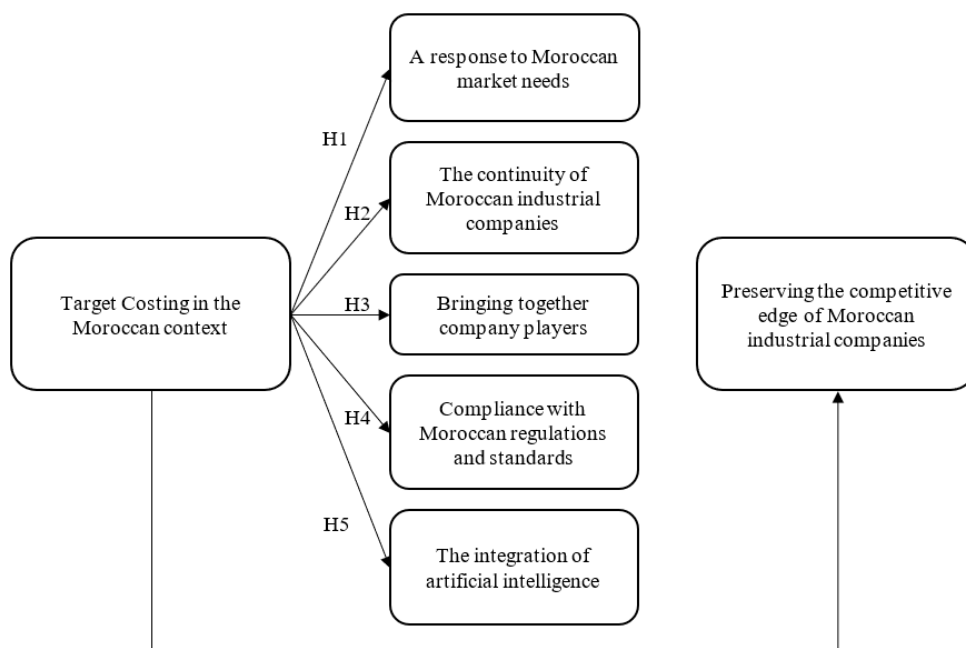 A response to Moroccan
market needs
H1
The continuity of
Moroccan industrial
companies
H2
Target Costing in the
Moroccan context
H3
Bringing together
company players
Preserving the competitive
edge of Moroccan
industrial companies
H4
Compliance with
Moroccan regulations
and standards
H5
The integration of
artificial intelligence